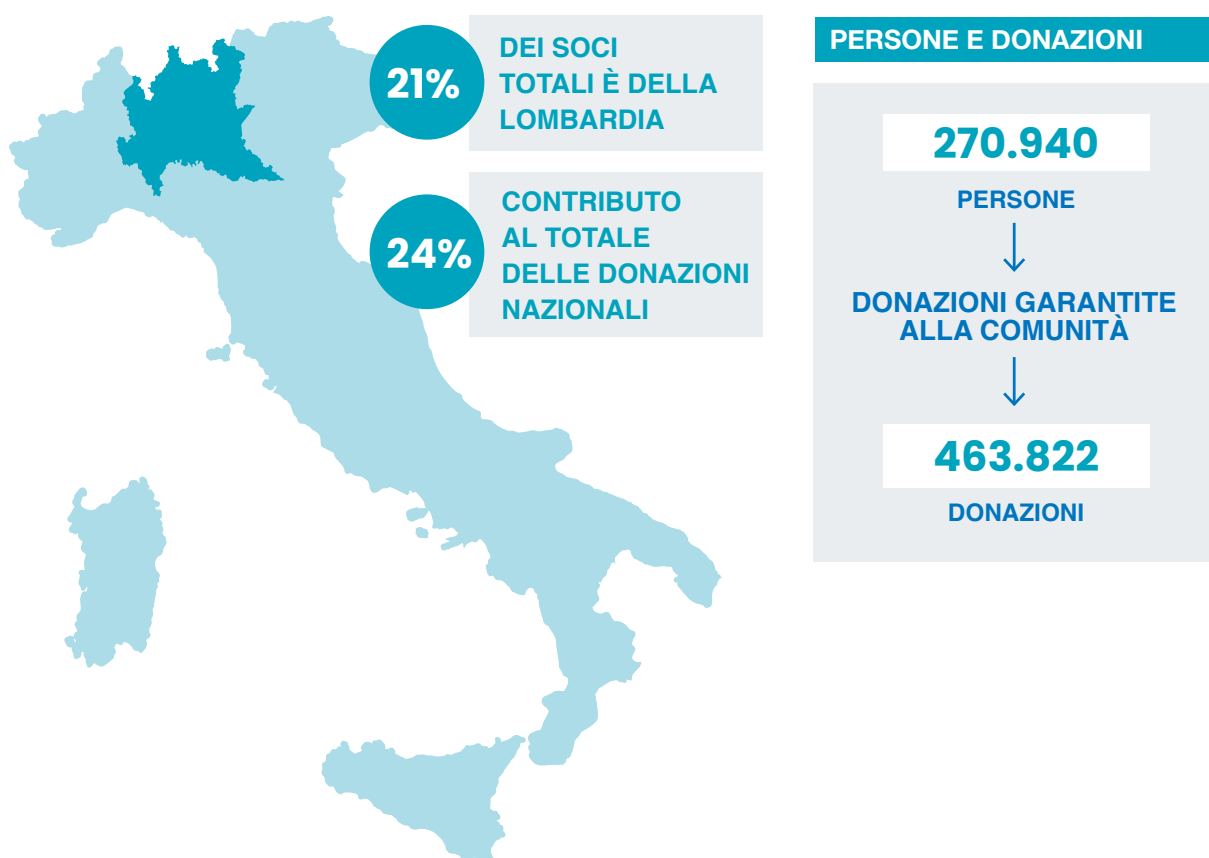 21%
DEI SOCI
TOTALI È DELLA
LOMBARDIA
24%
CONTRIBUTO
AL TOTALE
DELLE DONAZIONI
NAZIONALI
PERSONE E DONAZIONI
270.940
PERSONE
DONAZIONI GARANTITE
ALLA COMUNITÀ
463.822
DONAZIONI